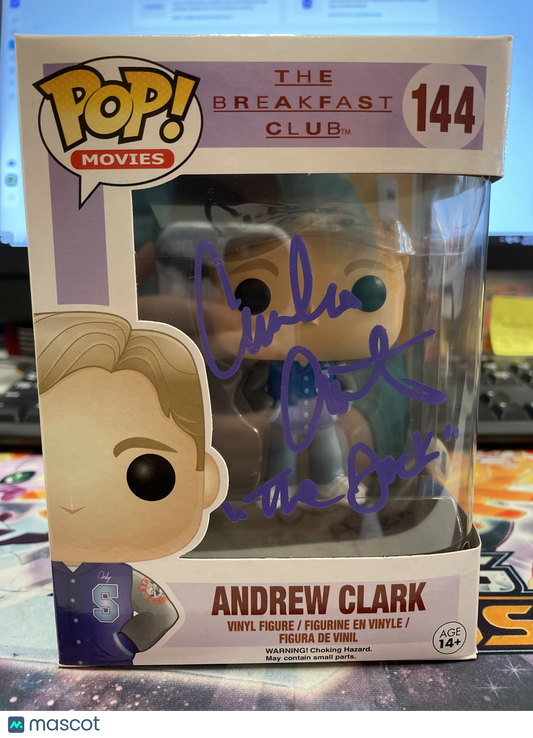 POP!
MOVIES
THE
BREAKFAST
CLUB™
144
"The Jock"
S
ANDREW CLARK
VINYL FIGURE / FIGURINE EN VINYLE /
FIGURA DE VINIL
WARNING! Choking Hazard.
May contain small parts.
AGE
14+
mascot